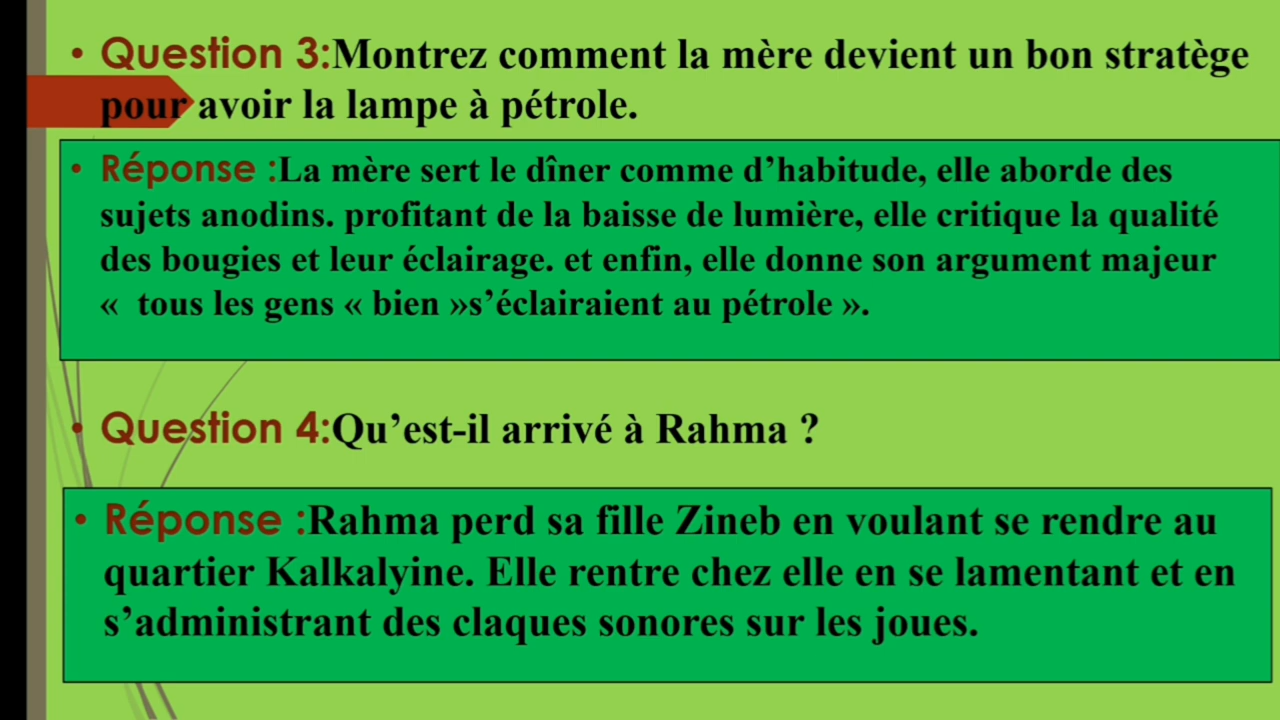 • Question 3:Montrez comment la mère devient un bon stratège
pour avoir la lampe à pétrole.
• Réponse :La mère sert le dîner comme d’habitude, elle aborde des
sujets anodins. profitant de la baisse de lumière, elle critique la qualité
des bougies et leur éclairage. et enfin, elle donne son argument majeur
«  tous les gens « bien »s’éclairaient au pétrole ».
• Question 4:Qu’est-il arrivé à Rahma ?
• Réponse :Rahma perd sa fille Zineb en voulant se rendre au
quartier Kalkalyine. Elle rentre chez elle en se lamentant et en
s’administrant des claques sonores sur les joues.